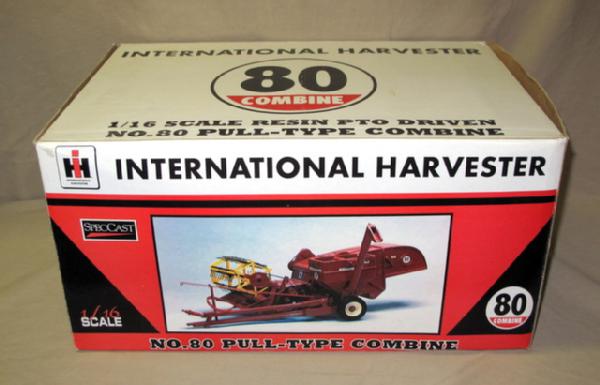 INTERNATIONAL HARVESTER
80
COMBINE
1/16 SCALE RESIN PTO DRIVEN
NO.80 PULL-TYPE COMBINE
IH
INTERNATIONAL HARVESTER
SPECCAST
1/16
SCALE
80
COMBINE
NO.80 PULL-TYPE COMBINE